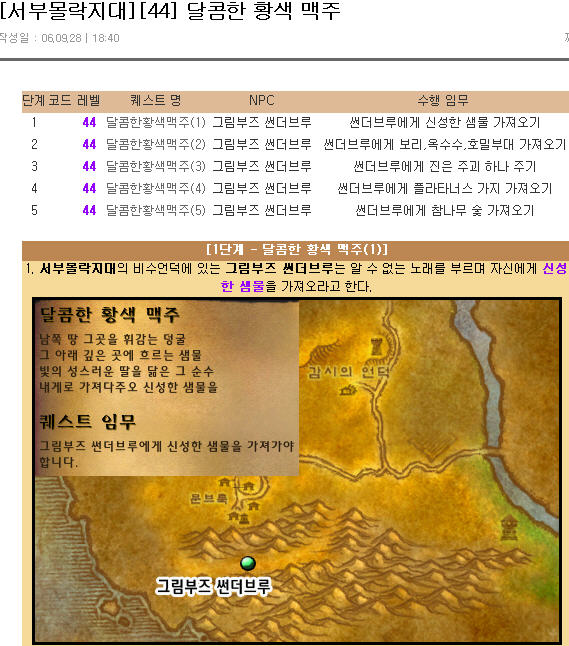 [서부몰락지대][44] 달콤한 황색 맥주
작성일 : 06.09.28 | 18:40
단계 코드 레벨 퀘스트 명 NPC 수행 임무
1 44 달콤한황색맥주(1) 그림부즈 썬더브루 썬더브루에게 신성한 샘물 가져오기
2 44 달콤한황색맥주(2) 그림부즈 썬더브루 썬더브루에게 보리,옥수수,호밀부대 가져오기
3 44 달콤한황색맥주(3) 그림부즈 썬더브루 썬더브루에게 진은 주괴 하나 주기
4 44 달콤한황색맥주(4) 그림부즈 썬더브루 썬더브루에게 플라타너스 가지 가져오기
5 44 달콤한황색맥주(5) 그림부즈 썬더브루 썬더브루에게 참나무 숯 가져오기
[1단계 - 달콤한 황색 맥주(1)]
1. 서부몰락지대의 비수언덕에 있는 그림부즈 썬더브루는 알 수 없는 노래를 부르며 자신에게 신성
한 샘물을 가져오라고 한다.
달콤한 황색 맥주
남쪽 땅 그곳을 휘감는 덩굴
그 아래 깊은 곳에 흐르는 샘물
빛의 성스러운 딸을 닮은 그 순수
내게로 가져다주오 신성한 샘물을
퀘스트 임무
그림부즈 썬더브루에게 신성한 샘물을 가져가야
합니다.
감시의 언덕
문브룩
그림부즈 썬더브루